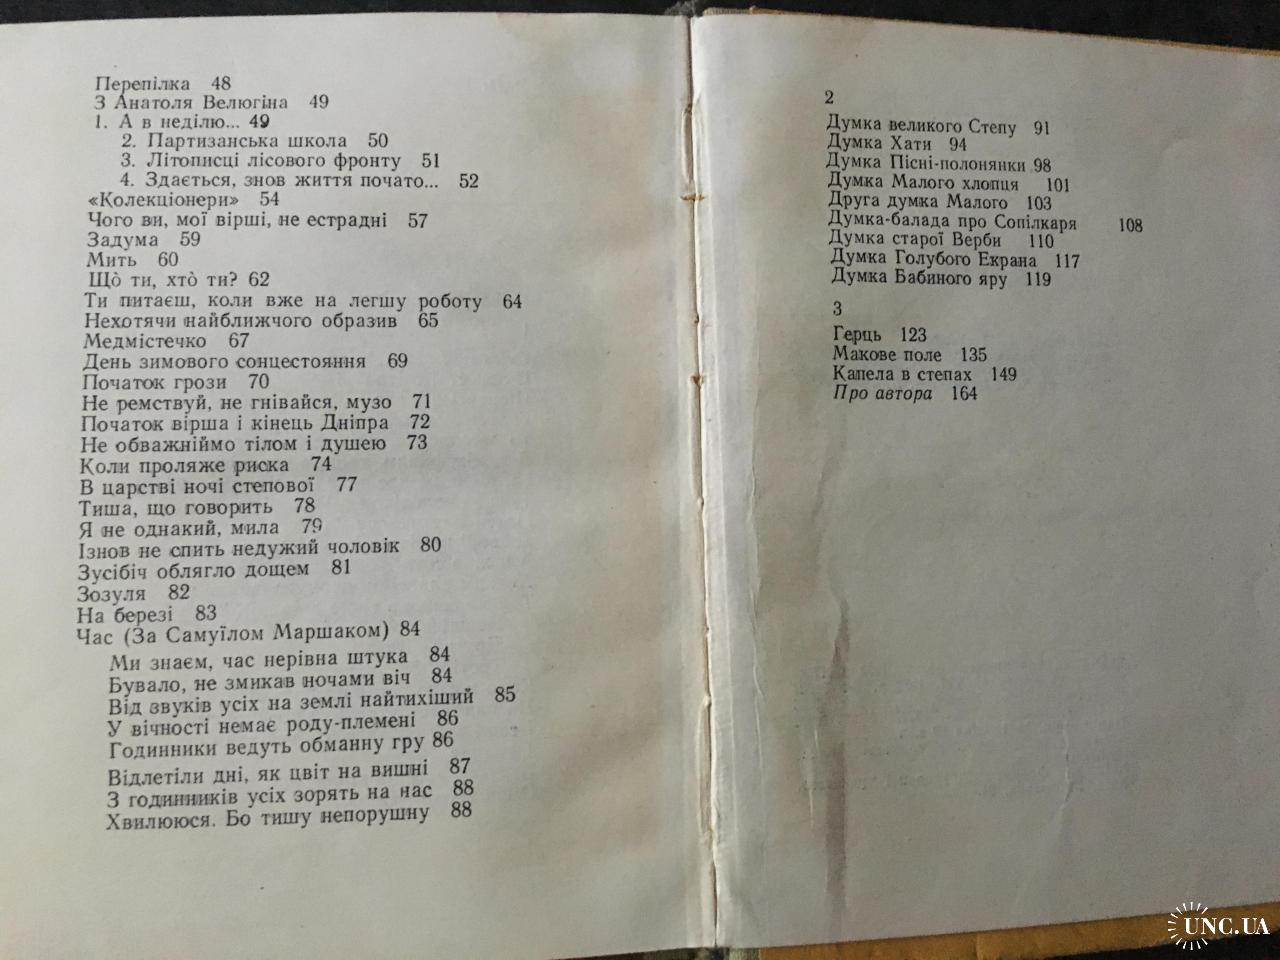 Перепілка 48
З Анатоля Велюгіна 49
1. А в неділю... 49
2. Партизанська школа 50
3. Літописці лісового фронту 51
4. Здається, знов життя почато... 52
«Колекціонери» 54
Чого ви, мої вірші, не естрадні 57
Задума 59
Мить 60
Що̀ ти, хто̀ ти? 62
Ти питаєш, коли вже на легшу роботу 64
Нехотячи найближчого образив 65
Медмістечко 67
День зимового сонцестояння 69
Початок грози 70
Не ремствуй, не гнівайся, музо 71
Початок вірша і кінець Дніпра 72
Не обважніймо тілом і душею 73
Коли проляже риска 74
В царстві ночі степової 77
Тиша, що говорить 78
Я не однакий, мила 79
Ізнов не спить недужий чоловік 80
Зусібіч облягло дощем 81
Зозуля 82
На березі 83
Час (За Самуїлом Маршаком) 84
Ми знаєм, час нерівна штука 84
Бувало, не змикав ночами віч 84
Від звуків усіх на землі найтихіший 85
У вічності немає роду-племені 86
Годинники ведуть обманну гру 86
Відлетіли дні, як цвіт на вишні 87
З годинників усіх зорять на нас 88
Хвилююся. Бо тишу непорушну 88
2
Думка великого Степу 91
Думка Хати 94
Думка Пісні-полонянки 98
Думка Малого хлопця 101
Друга думка Малого 103
Думка-балада про Сопілкаря 108
Думка старої Верби 110
Думка Голубого Екрана 117
Думка Бабиного яру 119
3
Герць 123
Макове поле 135
Капела в степах 149
Про автора 164
UNC.UA